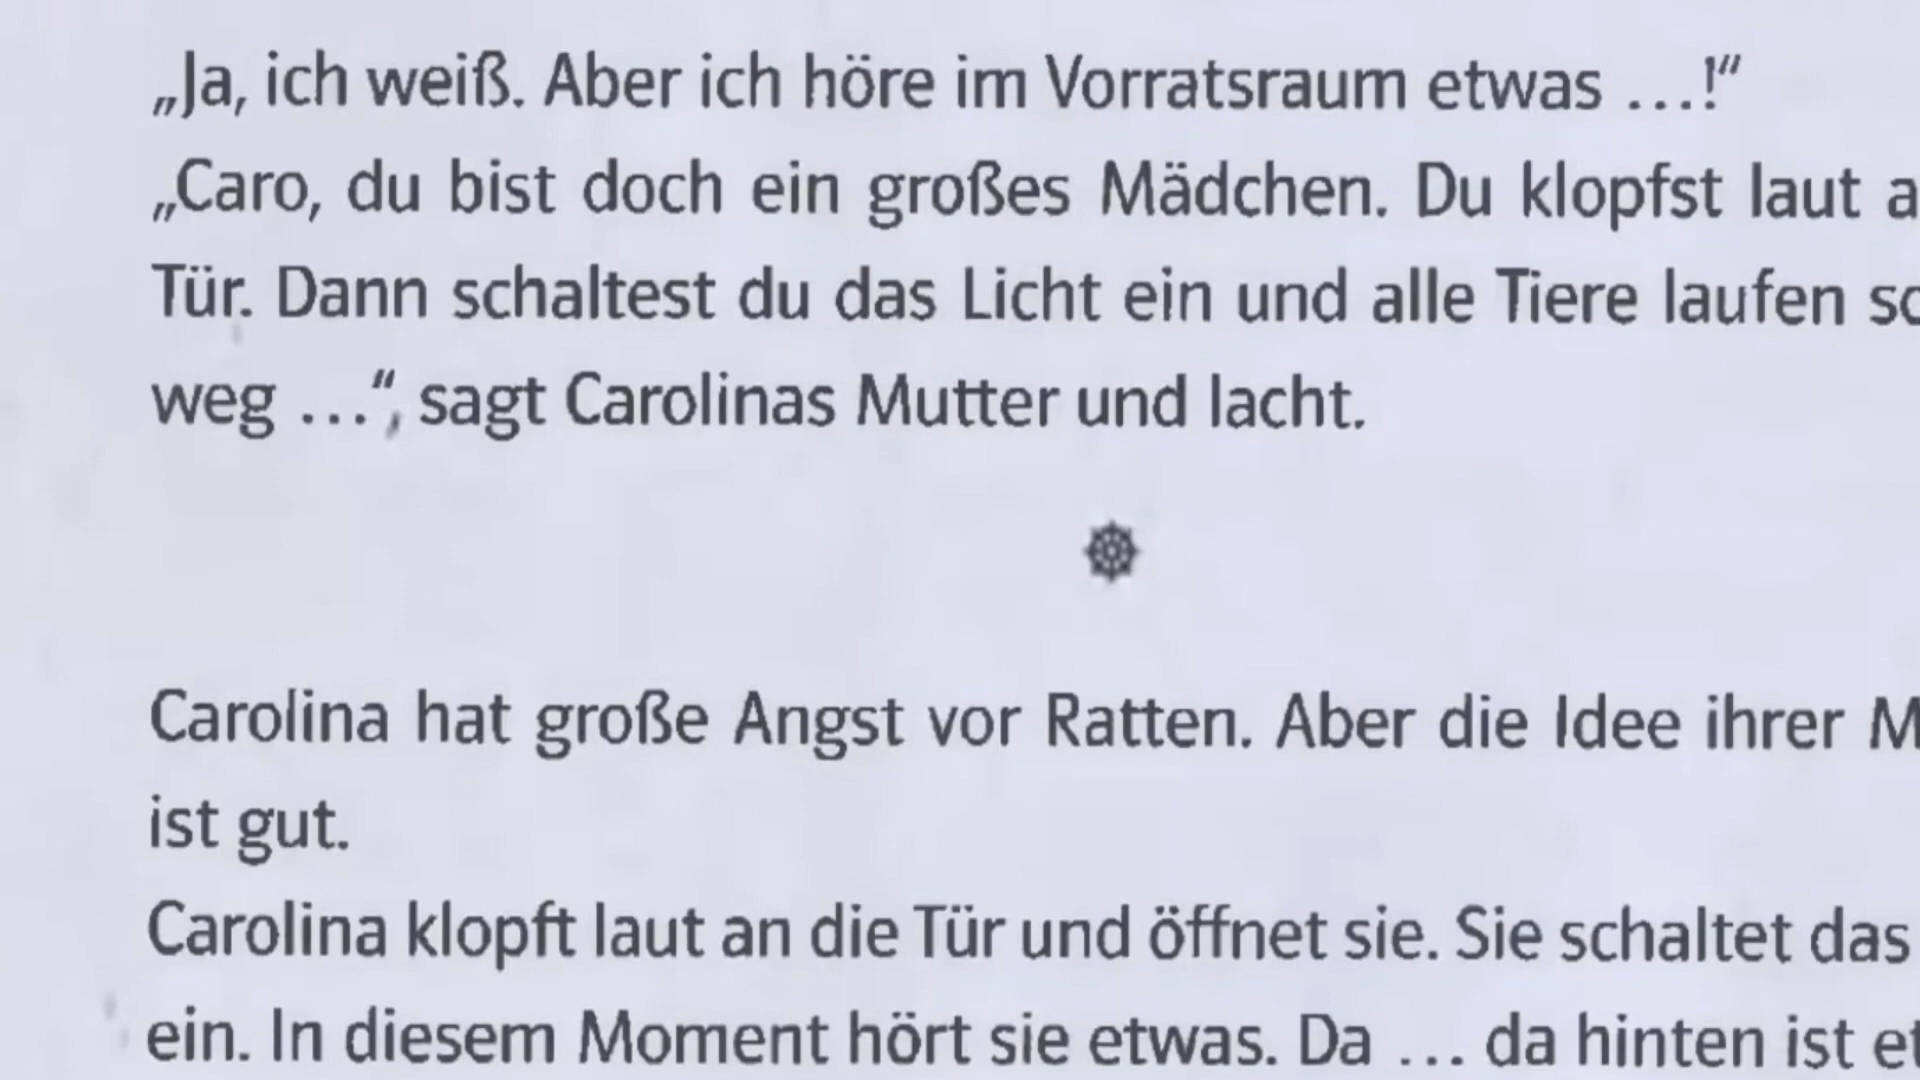 „Ja, ich weiß. Aber ich höre im Vorratsraum etwas …!“
„Caro, du bist doch ein großes Mädchen. Du klopfst laut a
Tür. Dann schaltest du das Licht ein und alle Tiere laufen sc
weg …“, sagt Carolinas Mutter und lacht.
Carolina hat große Angst vor Ratten. Aber die Idee ihrer M
ist gut.
Carolina klopft laut an die Tür und öffnet sie. Sie schaltet das
ein. In diesem Moment hört sie etwas. Da … da hinten ist et